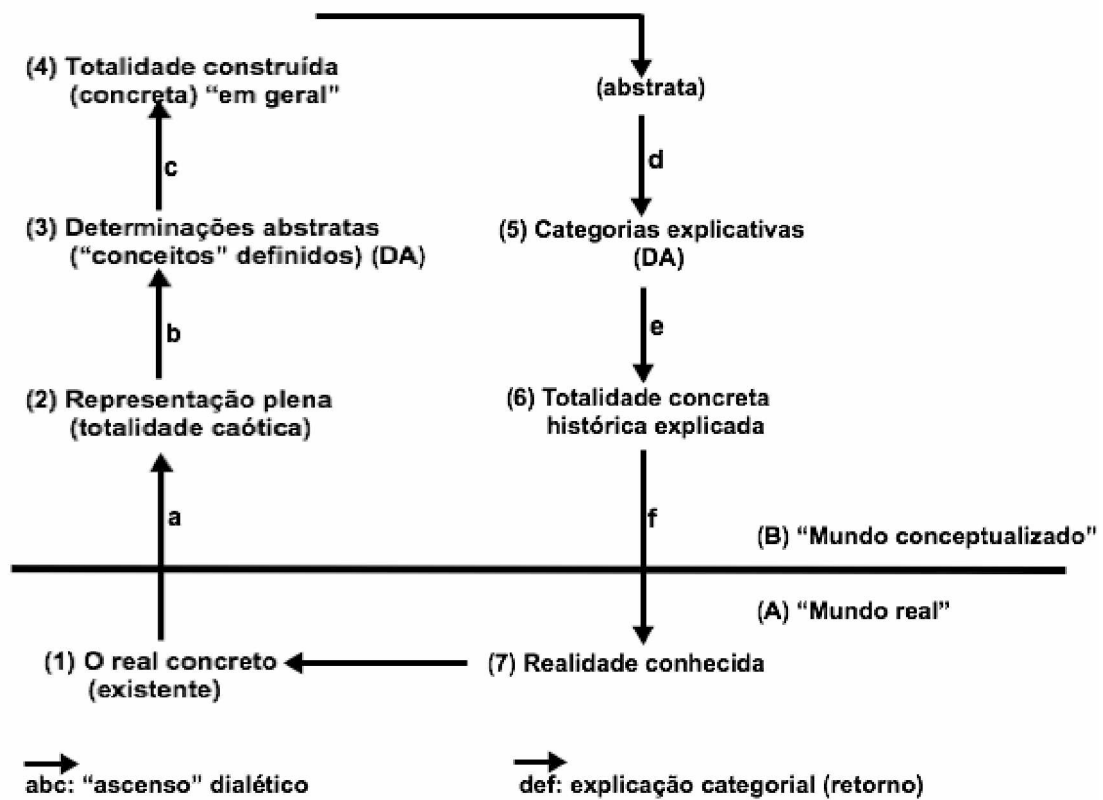 (4) Totalidade construída
(concreta) “em geral”
(abstrata)
c
d
(3) Determinações abstratas
(“conceitos” definidos) (DA)
(5) Categorias explicativas
(DA)
b
e
(2) Representação plena
(totalidade caótica)
(6) Totalidade concreta
histórica explicada
a
f
(B) “Mundo conceptualizado”
(A) “Mundo real”
(1) O real concreto
(existente)
(7) Realidade conhecida
abc: “ascenso” dialético
def: explicação categorial (retorno)